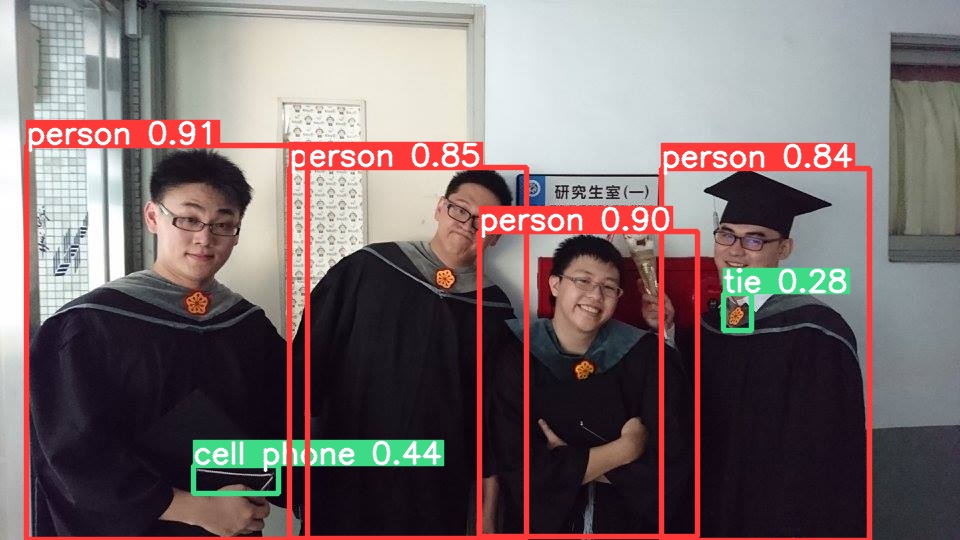 person 0.91
person 0.85
person 0.84
研究生室(一)
person 0.90
tie 0.28
cell phone 0.44